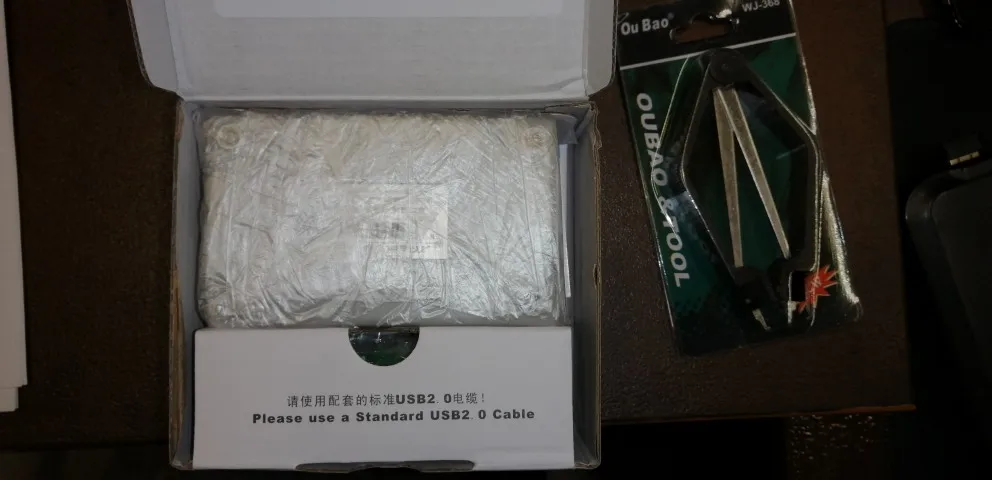 Ou Bao®
WJ-368
OUBAO & TOOL
请使用配套的标准USB2.0电缆!
Please use a Standard USB2.0 Cable